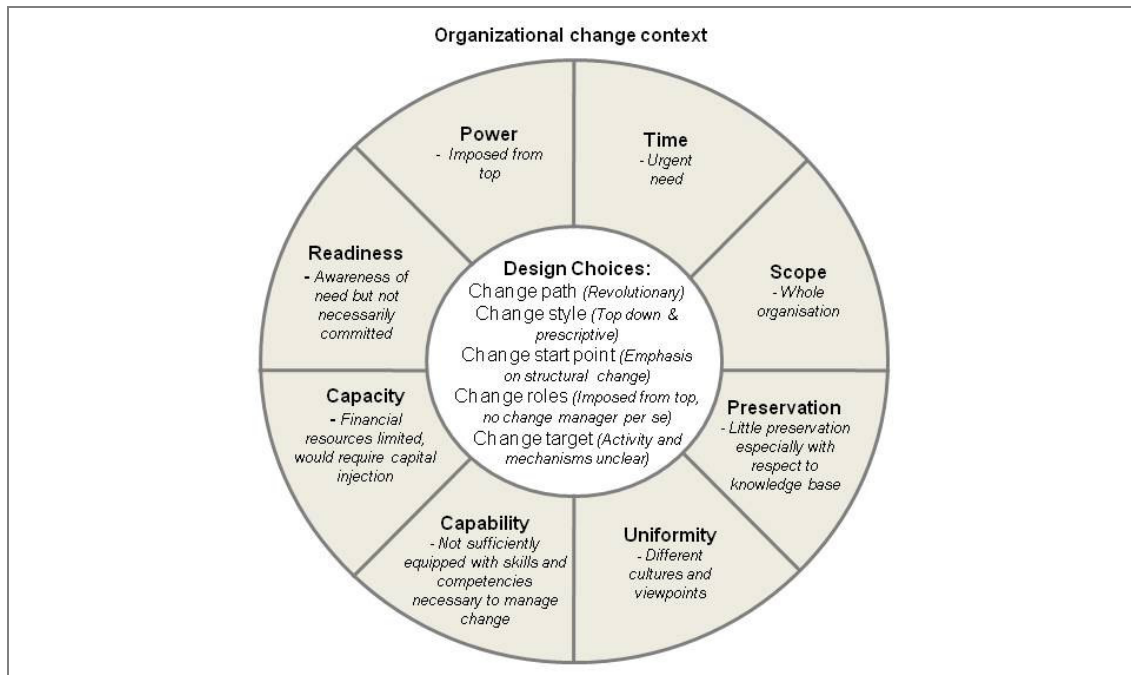 Organizational change context
Power
- Imposed from
top
Time
- Urgent
need
Scope
- Whole
organisation
Preservation
- Little preservation
especially with
respect to
knowledge base
Uniformity
- Different
cultures and
viewpoints
Capability
- Not sufficiently
equipped with skills and
competencies
necessary to manage
change
Capacity
- Financial
resources limited,
would require capital
injection
Readiness
- Awareness of
need but not
necessarily
committed
Design Choices:
Change path (Revolutionary)
Change style (Top down &
prescriptive)
Change start point (Emphasis
on structural change)
Change roles (Imposed from top,
no change manager per se)
Change target (Activity and
mechanisms unclear)